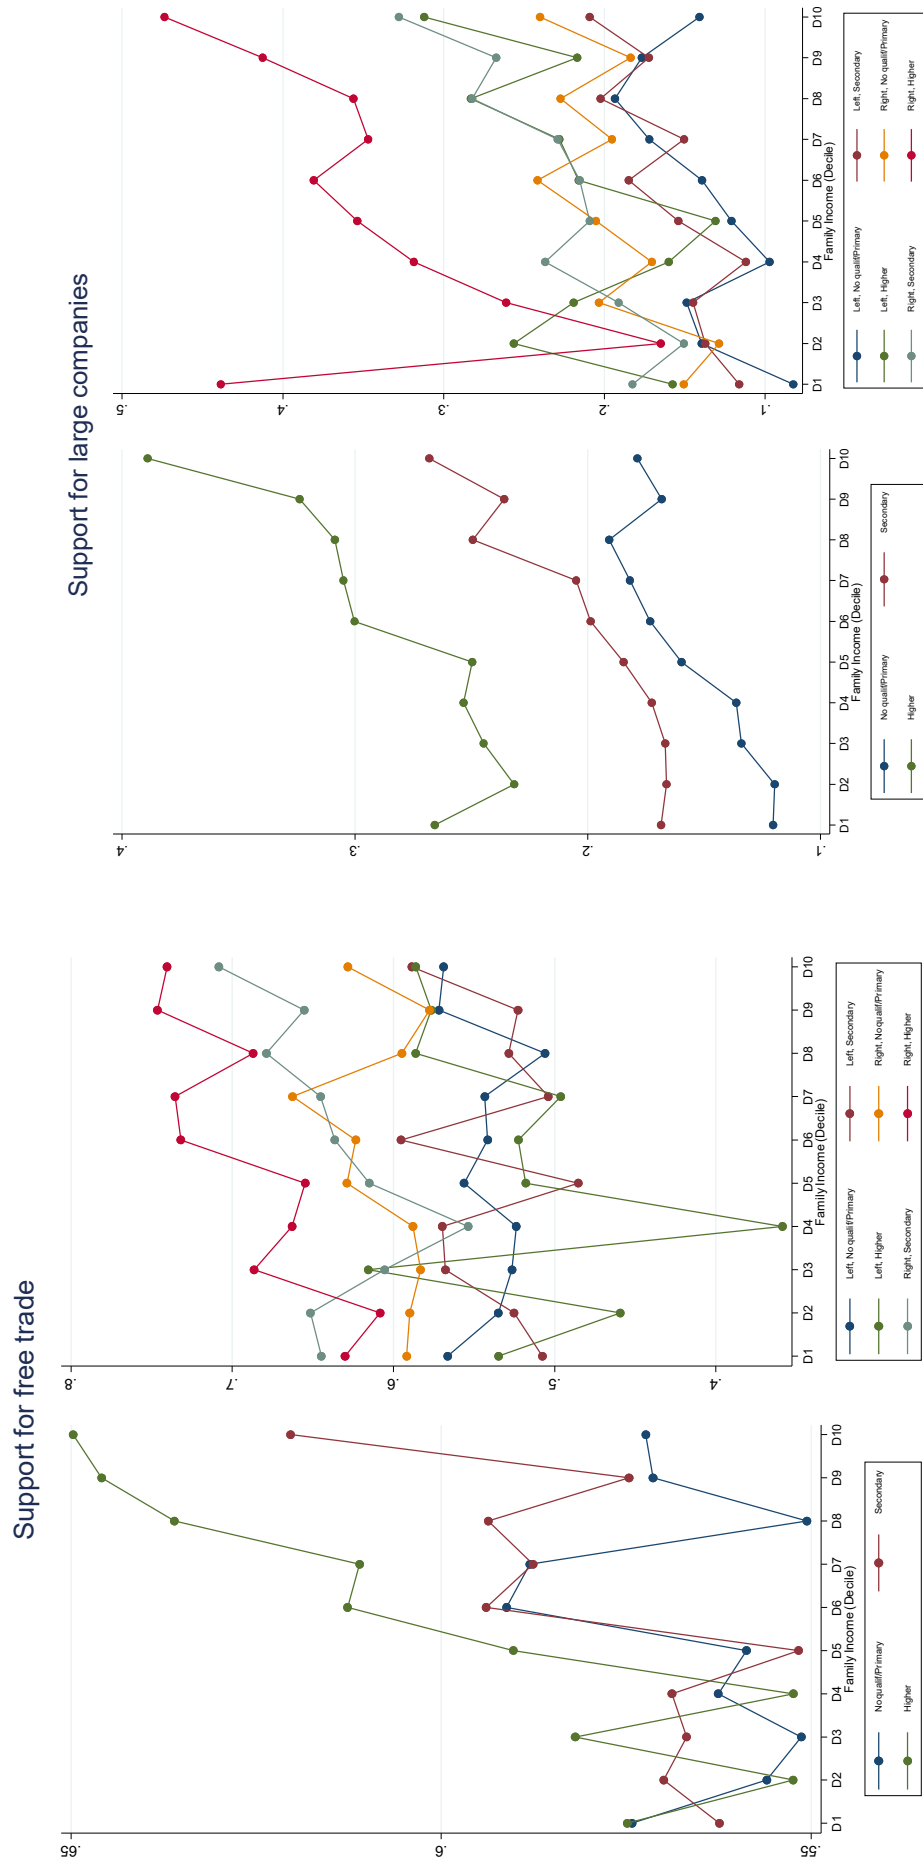 Support for free trade
.65
.6
.55
D1 D2 D3 D4 D5 D6 D7 D8 D9 D10
Family Income (Decile)
No qualif/Primary Secondary
Higher
.8
.7
.6
.5
.4
D1 D2 D3 D4 D5 D6 D7 D8 D9 D10
Family Income (Decile)
Left, No qualif/Primary Left, Secondary
Left, Higher Right, No qualif/Primary
Right, Secondary Right, Higher
Support for large companies
.4
.3
.2
.1
D1 D2 D3 D4 D5 D6 D7 D8 D9 D10
Family Income (Decile)
No qualif/Primary Secondary
Higher
.5
.4
.3
.2
.1
D1 D2 D3 D4 D5 D6 D7 D8 D9 D10
Family Income (Decile)
Left, No qualif/Primary Left, Secondary
Left, Higher Right, No qualif/Primary
Right, Secondary Right, Higher